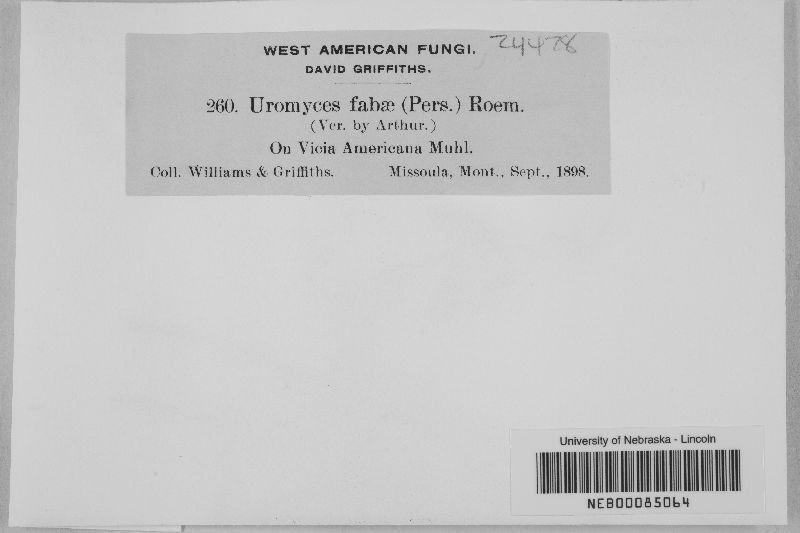 WEST AMERICAN FUNGI. 24478
DAVID GRIFFITHS.
260. Uromyces fabæ (Pers.) Roem.
(Ver. by Arthur.)
On Vicia Americana Muhl.
Coll. Williams & Griffiths. Missoula, Mont., Sept., 1898.
University of Nebraska - Lincoln
NEB00085064